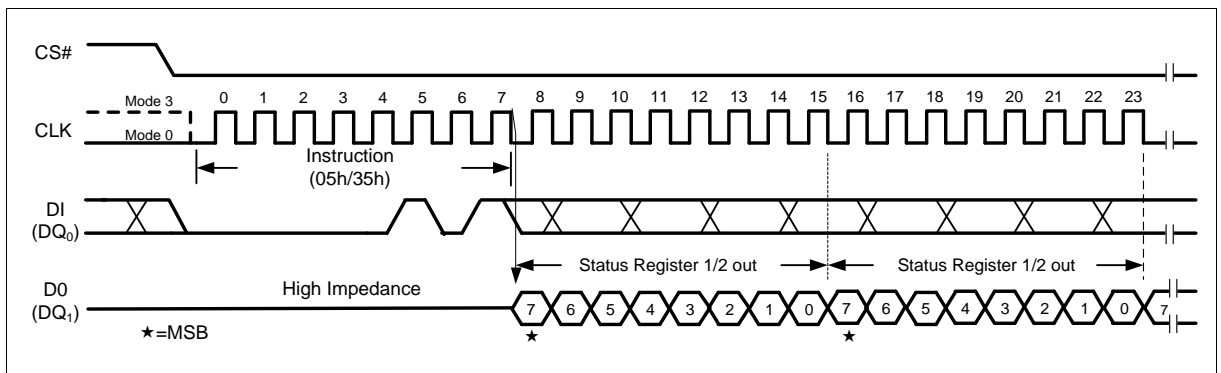 CS#
Mode 3
0 1 2 3 4 5 6 7 8 9 10 11 12 13 14 15 16 17 18 19 20 21 22 23
CLK
Mode 0
Instruction
(05h/35h)
DI
(DQ₀)
Status Register 1/2 out
Status Register 1/2 out
D0
(DQ₁)
High Impedance
7 6 5 4 3 2 1 0 7 6 5 4 3 2 1 0 7
★=MSB
★
★